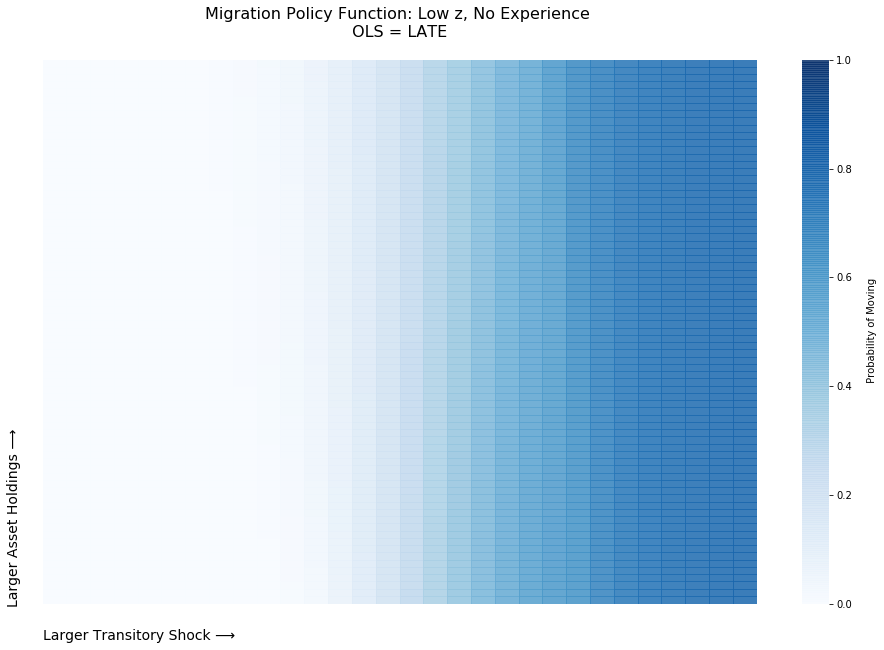 Migration Policy Function: Low z, No Experience
OLS = LATE
1.0
0.8
0.6
0.4
0.2
0.0
Probability of Moving
Larger Asset Holdings ⟶
Larger Transitory Shock ⟶